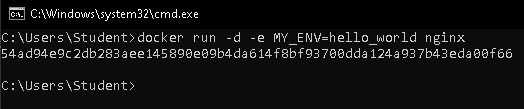 C:\Windows\system32\cmd.exe
C:\Users\Student>docker run -d -e MY_ENV=hello_world nginx
54ad94e9c2db283aee145890e09b4da614f8bf93700dda124a937b43eda00f66
C:\Users\Student>